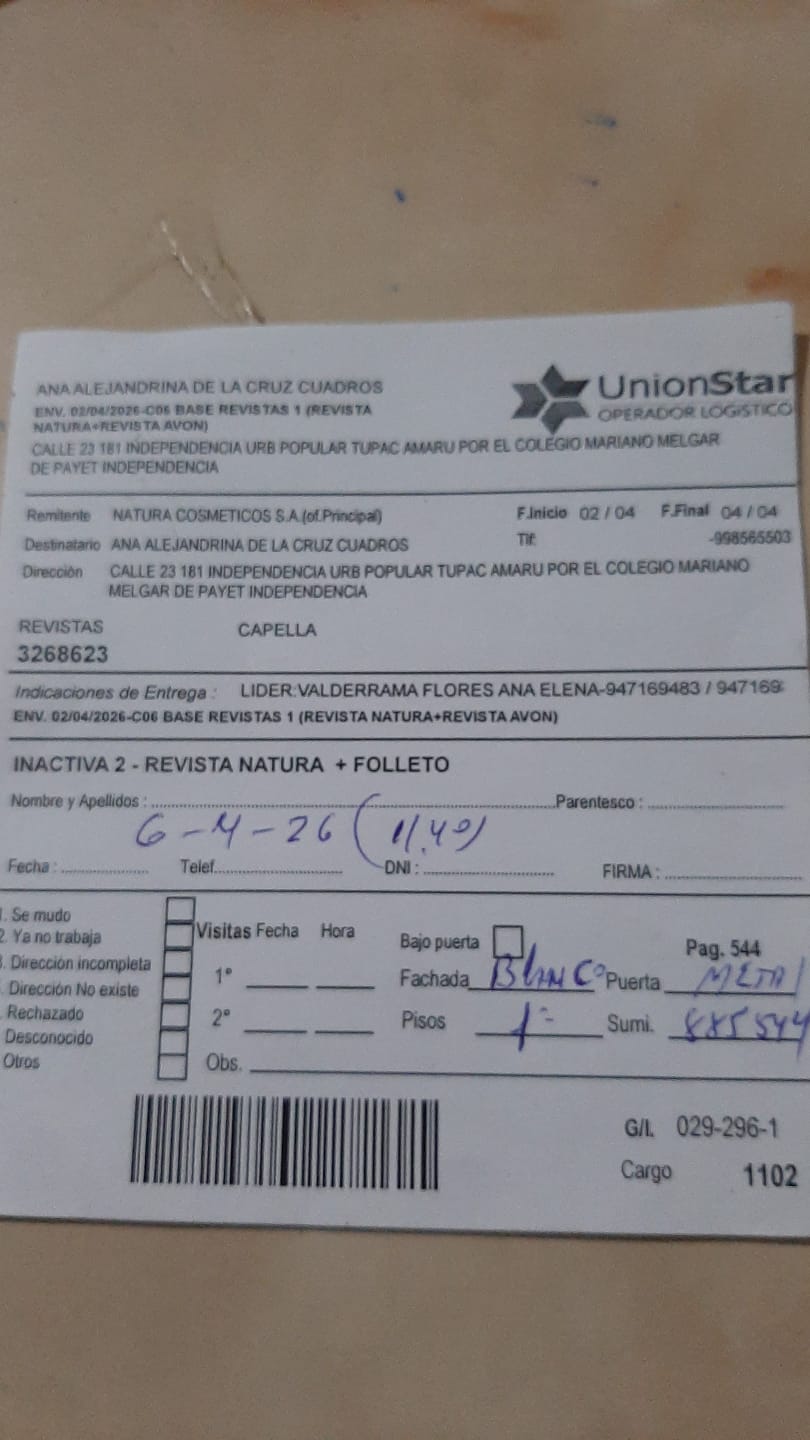 ANA ALEJANDRINA DE LA CRUZ CUADROS
ENV. 02/04/2026-C06 BASE REVISTAS 1 (REVISTA
NATURA+REVISTA AVON)
UnionStar
OPERADOR LOGISTICO
CALLE 23 181 INDEPENDENCIA URB POPULAR TUPAC AMARU POR EL COLEGIO MARIANO MELGAR
DE PAYET INDEPENDENCIA
Remitente NATURA COSMETICOS S.A.(of.Principal) F.Inicio 02 / 04 F.Final 04 / 04
Destinatario ANA ALEJANDRINA DE LA CRUZ CUADROS Tlf: -998565503
Dirección CALLE 23 181 INDEPENDENCIA URB POPULAR TUPAC AMARU POR EL COLEGIO MARIANO
MELGAR DE PAYET INDEPENDENCIA
REVISTAS CAPELLA
3268623
Indicaciones de Entrega : LIDER:VALDERRAMA FLORES ANA ELENA-947169483 / 947169
ENV. 02/04/2026-C06 BASE REVISTAS 1 (REVISTA NATURA+REVISTA AVON)
INACTIVA 2 - REVISTA NATURA + FOLLETO
Nombre y Apellidos : Parentesco :
6-4-26 (11.40)
Fecha : Telef. DNI : FIRMA :
1. Se mudo
2. Ya no trabaja
3. Dirección incompleta
. Dirección No existe
Rechazado
Desconocido
Otros
Visitas Fecha Hora
1°
2°
Obs.
Bajo puerta Pag. 544
Fachada BLANCO Puerta METAL
Pisos 1- Sumi. 885544
G/I. 029-296-1
Cargo 1102